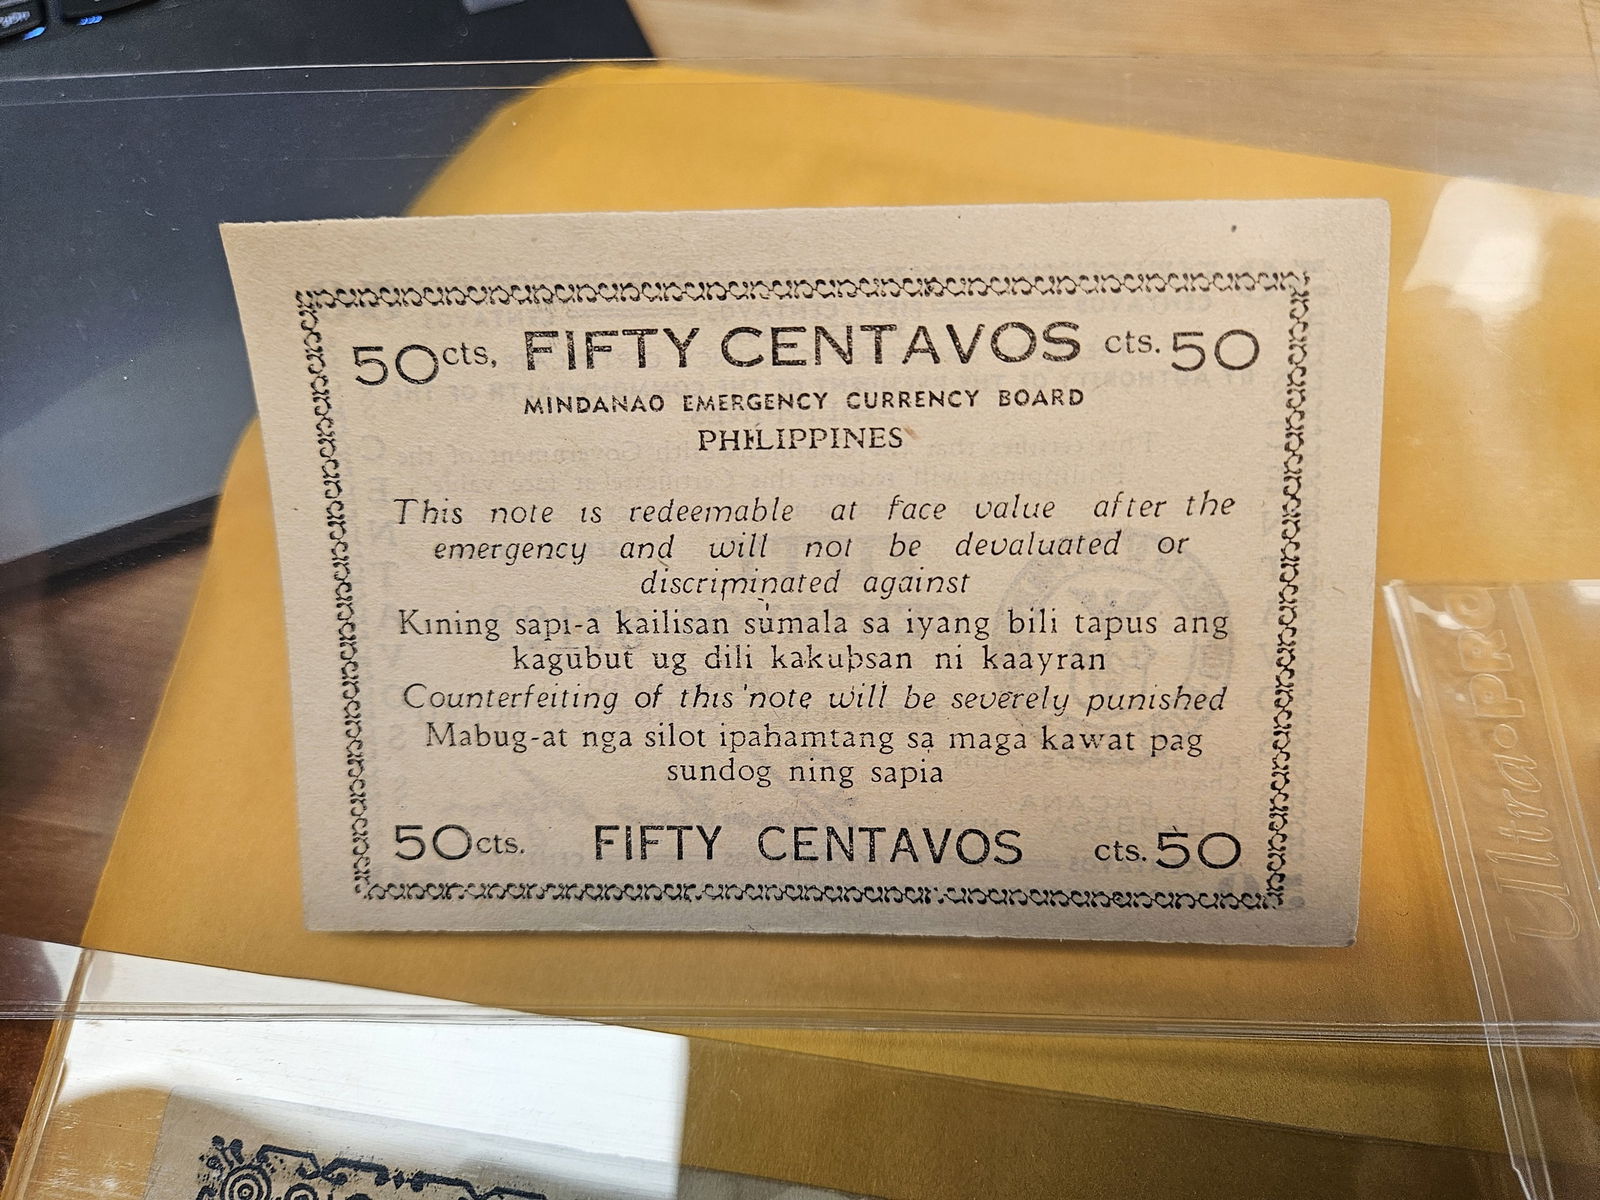 50cts, FIFTY CENTAVOS cts. 50
MINDANAO EMERGENCY CURRENCY BOARD
PHILIPPINES
This note is redeemable at face value after the
emergency and will not be devaluated or
discriminated against
Kining sapi-a kailisan sumala sa iyang bili tapus ang
kagubut ug dili kakubsan ni kaayran
Counterfeiting of this note will be severely punished
Mabug-at nga silot ipahamtang sa maga kawat pag
sundog ning sapia
50cts. FIFTY CENTAVOS cts. 50
Ultra•PRO